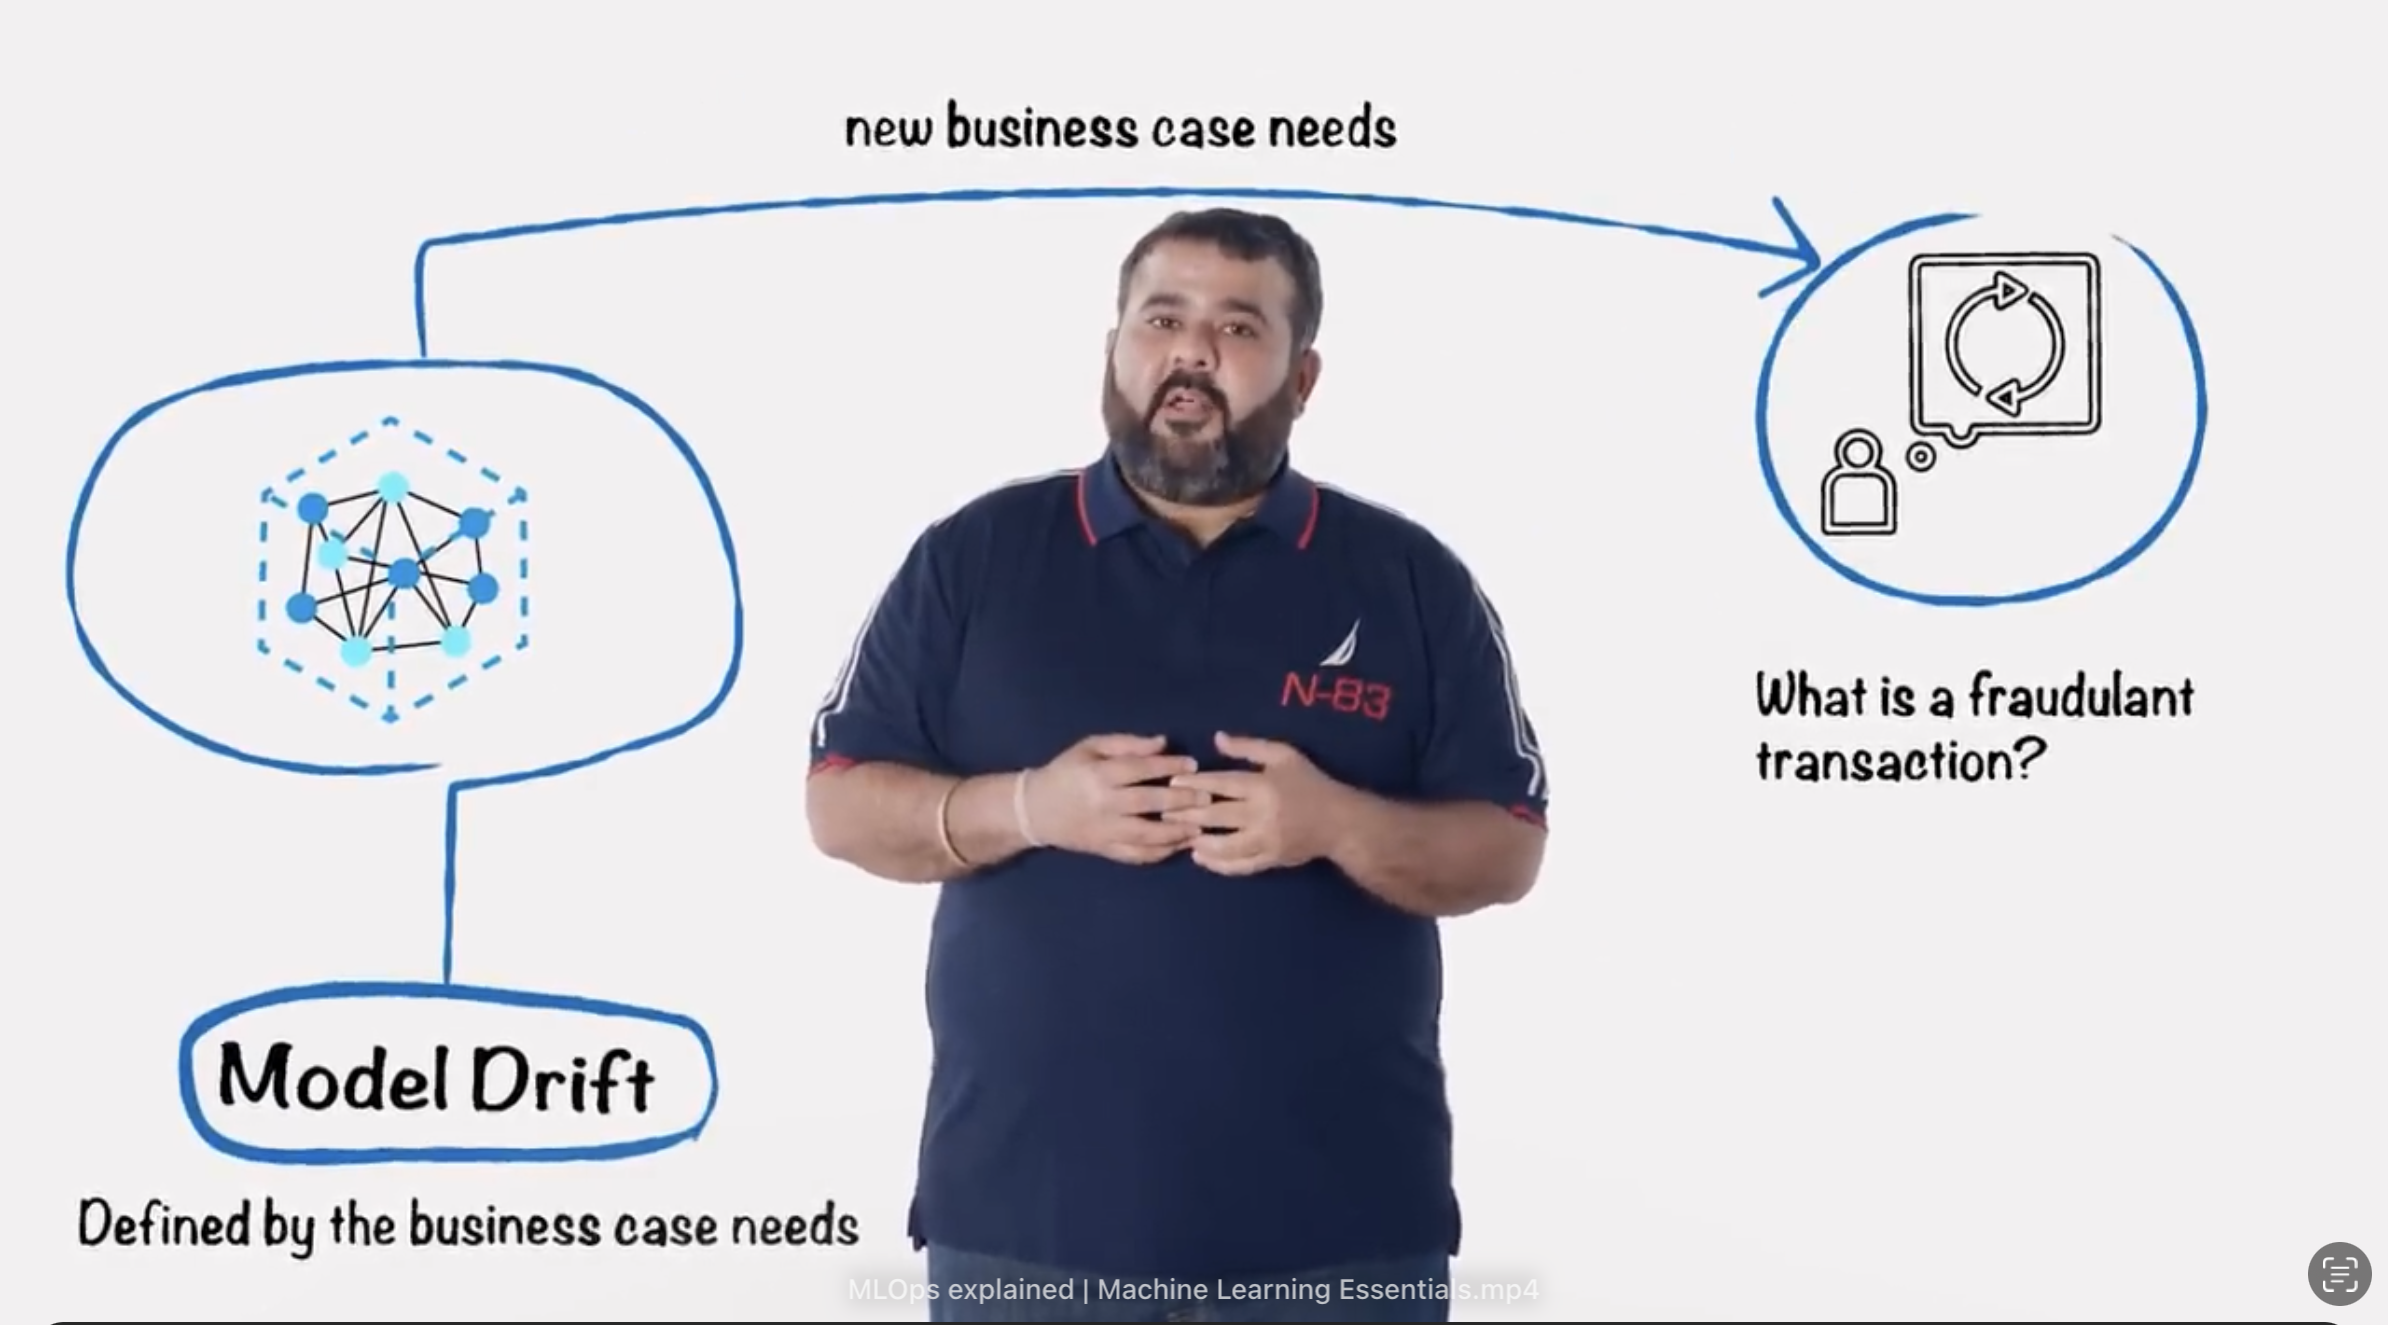 new business case needs
N-83
What is a fraudulant
transaction?
Model Drift
Defined by the business case needs
MLOps explained | Machine Learning Essentials.mp4